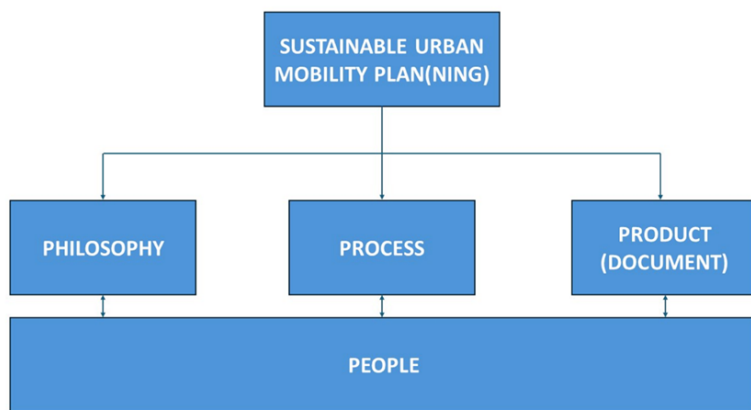 SUSTAINABLE URBAN
MOBILITY PLAN(NING)
PHILOSOPHY
PROCESS
PRODUCT
(DOCUMENT)
PEOPLE